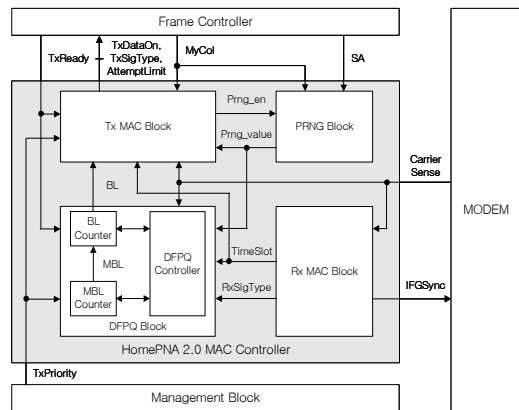 Frame Controller
TxReady
TxDataOn,
TxSigType,
AttemptLimit
MyCol
SA
Tx MAC Block
Prng_en
PRNG Block
Prng_value
BL
Carrier
Sense
MODEM
BL
Counter
DFPQ
Controller
MBL
TimeSlot
Rx MAC Block
MBL
Counter
RxSigType
IFGSync
DFPQ Block
HomePNA 2.0 MAC Controller
TxPriority
Management Block